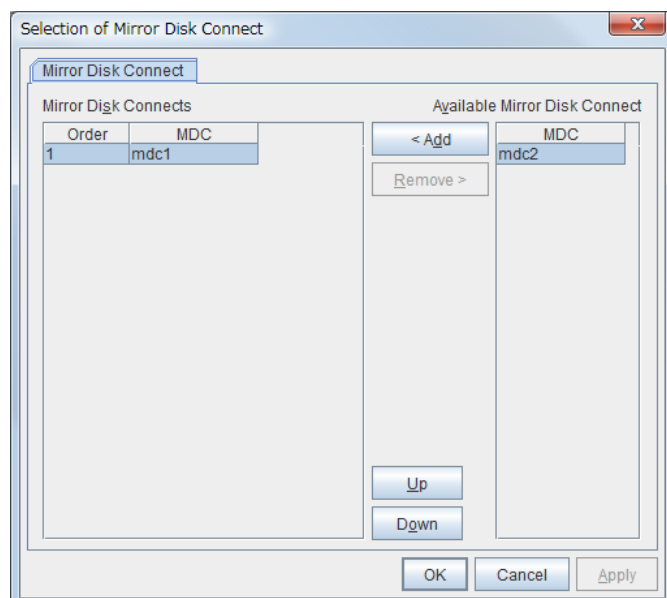 Selection of Mirror Disk Connect
Mirror Disk Connect
Mirror Disk Connects
Available Mirror Disk Connect
Order MDC
1 mdc1
< Add
Remove >
MDC
mdc2
Up
Down
OK Cancel Apply